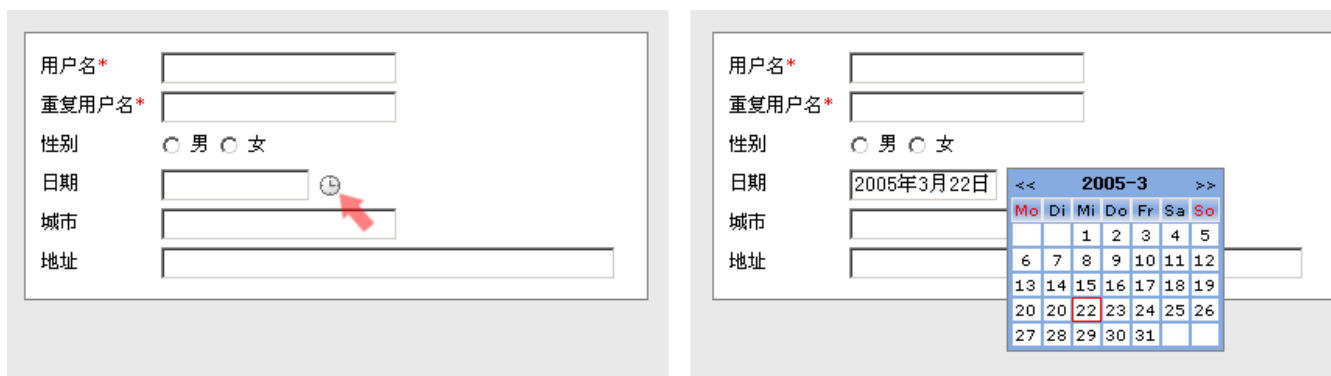 用户名*
重复用户名*
性别 男 女
日期
城市
地址
用户名*
重复用户名*
性别 男 女
日期 2005年3月22日
城市
地址
<< 2005-3 >>
Mo Di Mi Do Fr Sa So
1 2 3 4 5
6 7 8 9 10 11 12
13 14 15 16 17 18 19
20 20 22 23 24 25 26
27 28 29 30 31